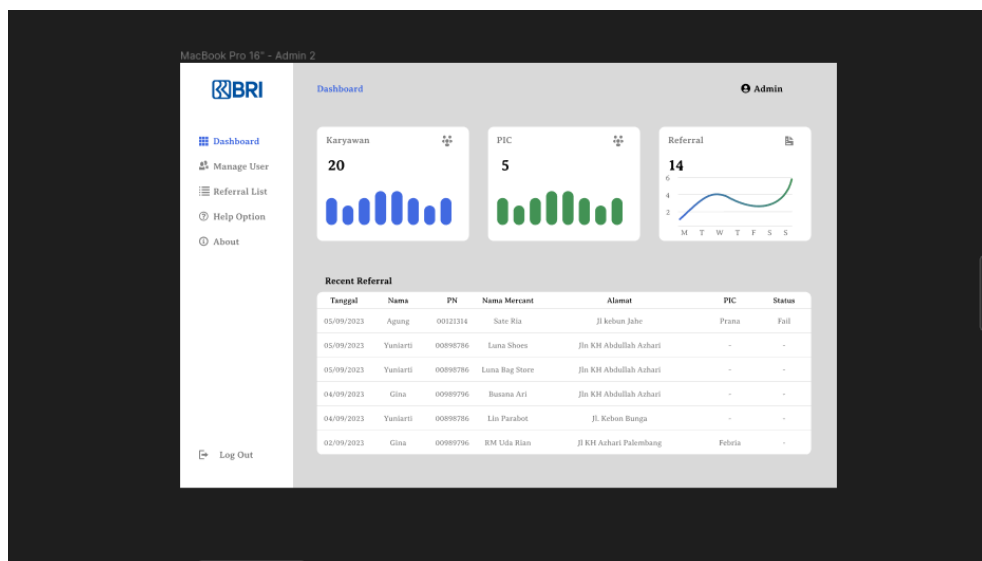 MacBook Pro 16" - Admin 2
BRI
Dashboard
Admin
Dashboard
Manage User
Referral List
Help Option
About
Log Out
Karyawan
20
PIC
5
Referral
14
6
4
2
M T W T F S S
Recent Referral
Tanggal Nama PN Nama Mercant Alamat PIC Status
05/09/2023 Agung 00121314 Sate Ria Jl kebun Jahe Prana Fail
05/09/2023 Yuniarti 00898786 Luna Shoes Jln KH Abdullah Azhari - -
05/09/2023 Yuniarti 00898786 Luna Bag Store Jln KH Abdullah Azhari - -
04/09/2023 Gina 00989796 Busana Ari Jln KH Abdullah Azhari - -
04/09/2023 Yuniarti 00898786 Lin Parabot Jl. Kebon Bunga - -
02/09/2023 Gina 00989796 RM Uda Rian Jl KH Azhari Palembang Febria -